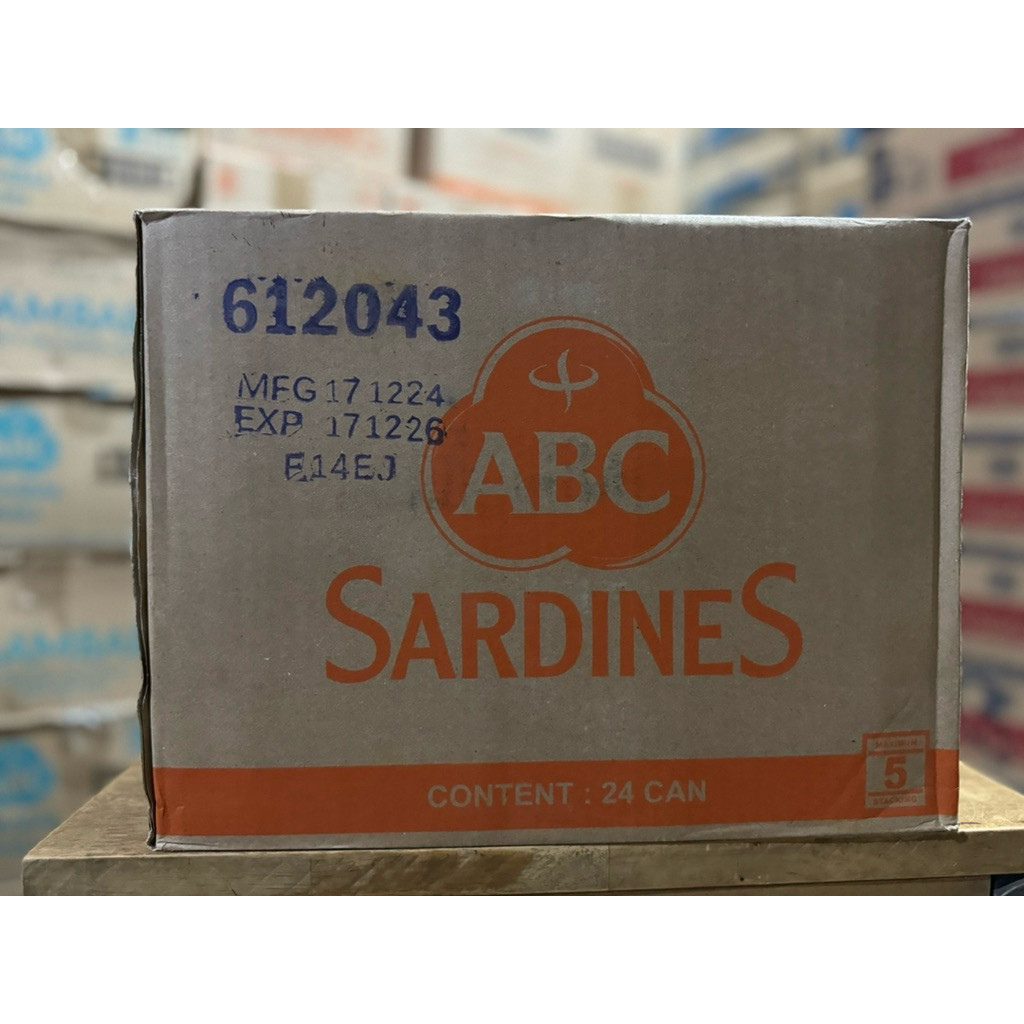 612043
MFG 171224
EXP 171226
E14EJ
ABC
SARDINES
CONTENT : 24 CAN
5